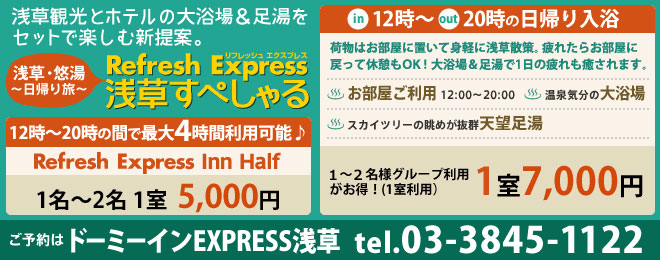 浅草観光とホテルの大浴場＆足湯を
セットで楽しむ新提案。
浅草・悠湯
～日帰り旅～
リフレッシュ エクスプレス
Refresh Express
浅草すぺしゃる
12時～20時の間で最大4時間利用可能♪
Refresh Express Inn Half
1名～2名 1室 5,000円
in 12時～ out 20時の日帰り入浴
荷物はお部屋に置いて身軽に浅草散策。疲れたらお部屋に
戻って休憩もOK！大浴場＆足湯で1日の疲れも癒されます。
お部屋ご利用 12:00～20:00 温泉気分の大浴場
スカイツリーの眺めが抜群天望足湯
1～2名様グループ利用
がお得！(1室利用)
1室7,000円
ご予約は ドーミーインEXPRESS浅草 tel.03-3845-1122